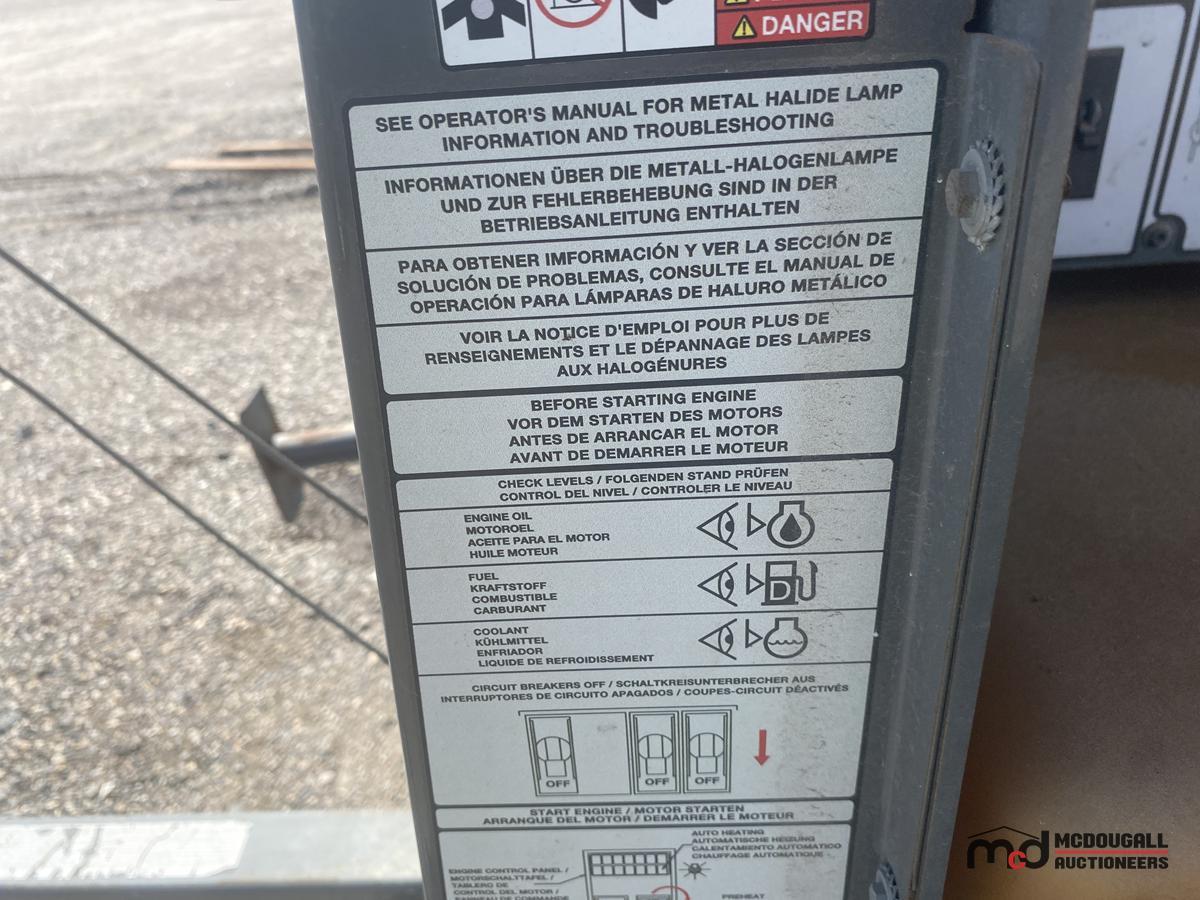 DANGER
SEE OPERATOR'S MANUAL FOR METAL HALIDE LAMP
INFORMATION AND TROUBLESHOOTING
INFORMATIONEN ÜBER DIE METALL-HALOGENLAMPE
UND ZUR FEHLERBEHEBUNG SIND IN DER
BETRIEBSANLEITUNG ENTHALTEN
PARA OBTENER IMFORMACIÓN Y VER LA SECCIÓN DE
SOLUCIÓN DE PROBLEMAS, CONSULTE EL MANUAL DE
OPERACIÓN PARA LÁMPARAS DE HALURO METÁLICO
VOIR LA NOTICE D'EMPLOI POUR PLUS DE
RENSEIGNEMENTS ET LE DÉPANNAGE DES LAMPES
AUX HALOGÉNURES
BEFORE STARTING ENGINE
VOR DEM STARTEN DES MOTORS
ANTES DE ARRANCAR EL MOTOR
AVANT DE DEMARRER LE MOTEUR
CHECK LEVELS / FOLGENDEN STAND PRÜFEN
CONTROL DEL NIVEL / CONTROLER LE NIVEAU
ENGINE OIL
MOTOROEL
ACEITE PARA EL MOTOR
HUILE MOTEUR
FUEL
KRAFTSTOFF
COMBUSTIBLE
CARBURANT
D
COOLANT
KÜHLMITTEL
ENFRIADOR
LIQUIDE DE REFROIDISSEMENT
CIRCUIT BREAKERS OFF / SCHALTKREISUNTERBRECHER AUS
INTERRUPTORES DE CIRCUITO APAGADOS / COUPES-CIRCUIT DÉACTIVÉS
OFF OFF OFF
START ENGINE / MOTOR STARTEN
ARRANQUE DEL MOTOR / DEMARRER LE MOTEUR
AUTO HEATING
AUTOMATISCHE HEIZUNG
CALENTAMIENTO AUTOMATICO
CHAUFFAGE AUTOMATIQUE
ENGINE CONTROL PANEL /
MOTORSCHALTTAFEL /
TABLERO DE
CONTROL DEL MOTOR /
PANNEAU DE COMMANDE
PREHEAT
mcd MCDOUGALL
AUCTIONEERS